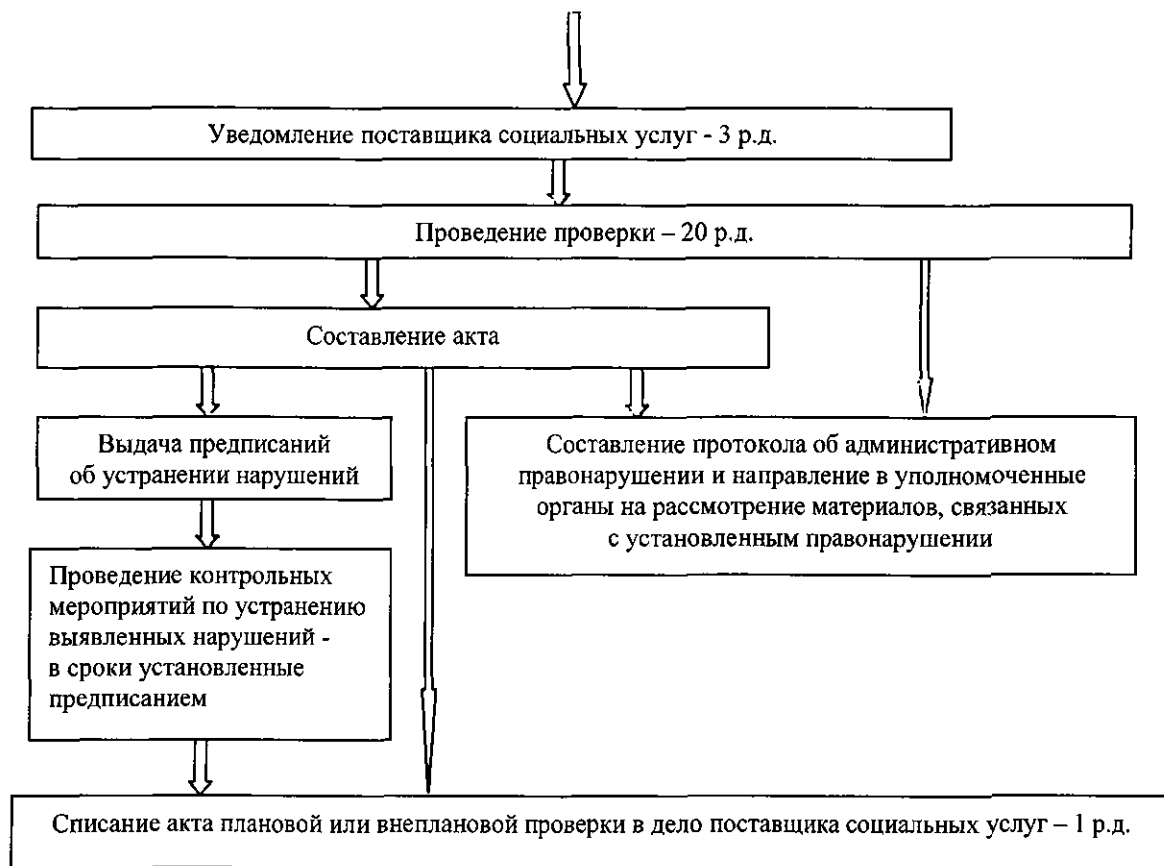 Уведомление поставщика социальных услуг - 3 р.д.
Проведение проверки – 20 р.д.
Составление акта
Выдача предписаний
об устранении нарушений
Составление протокола об административном
правонарушении и направление в уполномоченные
органы на рассмотрение материалов, связанных
с установленным правонарушении
Проведение контрольных
мероприятий по устранению
выявленных нарушений -
в сроки установленные
предписанием
Списание акта плановой или внеплановой проверки в дело поставщика социальных услуг – 1 р.д.